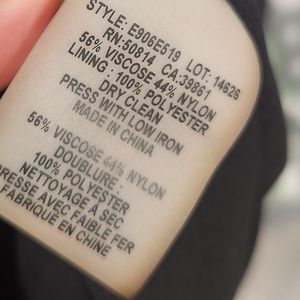 STYLE: E906E519 LOT: 14626
RN:50814 CA:39861
56% VISCOSE 44% NYLON
LINING : 100% POLYESTER
DRY CLEAN
PRESS WITH LOW IRON
MADE IN CHINA
56% VISCOSE 44% NYLON
DOUBLURE :
100% POLYESTER
NETTOYAGE A SEC
PRESSE AVEC FAIBLE FER
FABRIQUE EN CHINE